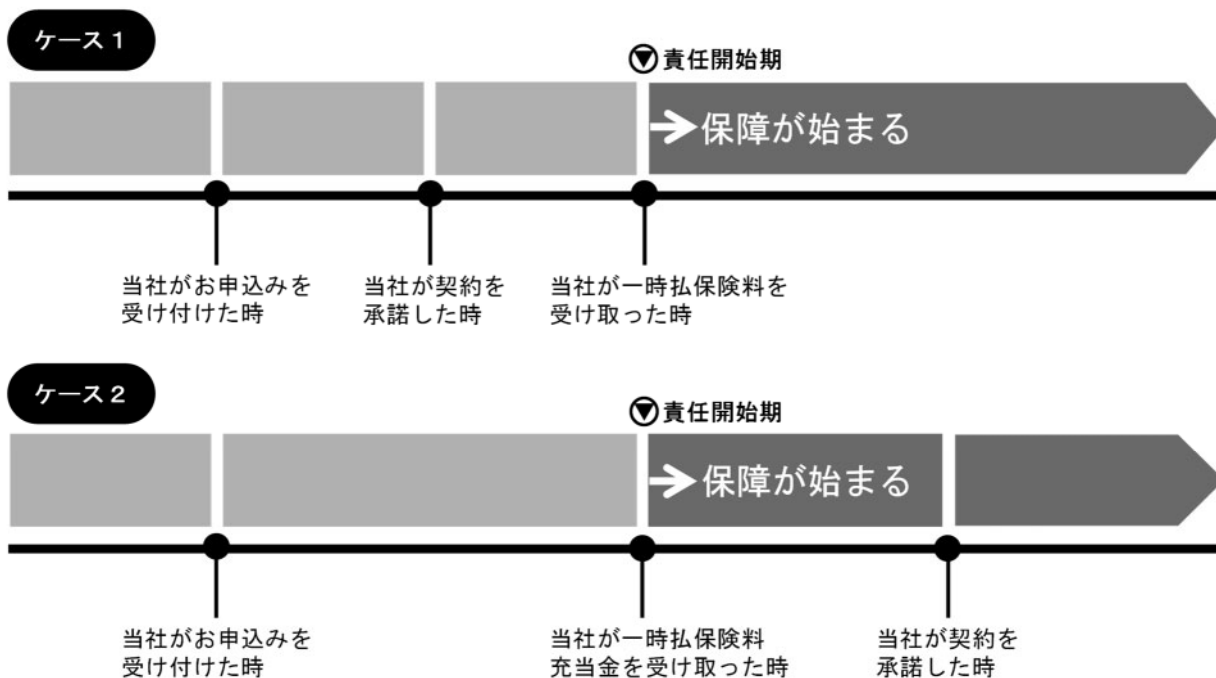 ケース1
責任開始期
保障が始まる
当社がお申込みを
受け付けた時
当社が契約を
承諾した時
当社が一時払保険料を
受け取った時
ケース2
責任開始期
保障が始まる
当社がお申込みを
受け付けた時
当社が一時払保険料
充当金を受け取った時
当社が契約を
承諾した時